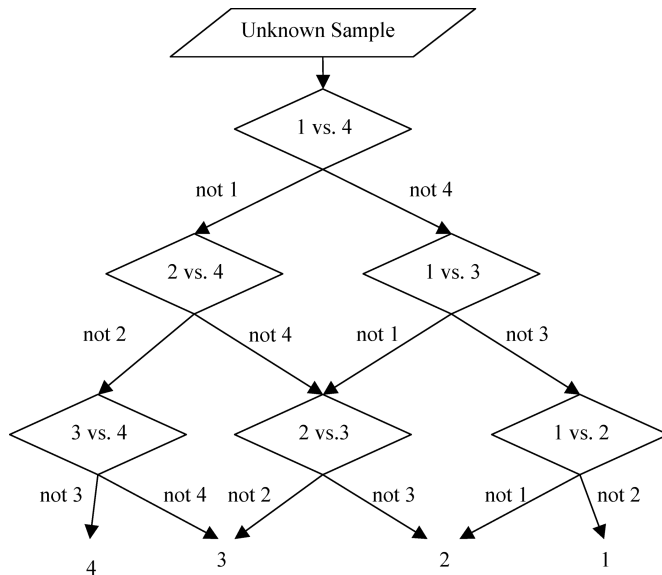 Unknown Sample
1 vs. 4
not 1
not 4
2 vs. 4
1 vs. 3
not 2
not 4
not 1
not 3
3 vs. 4
2 vs.3
1 vs. 2
not 3
not 4
not 2
not 3
not 1
not 2
4
3
2
1